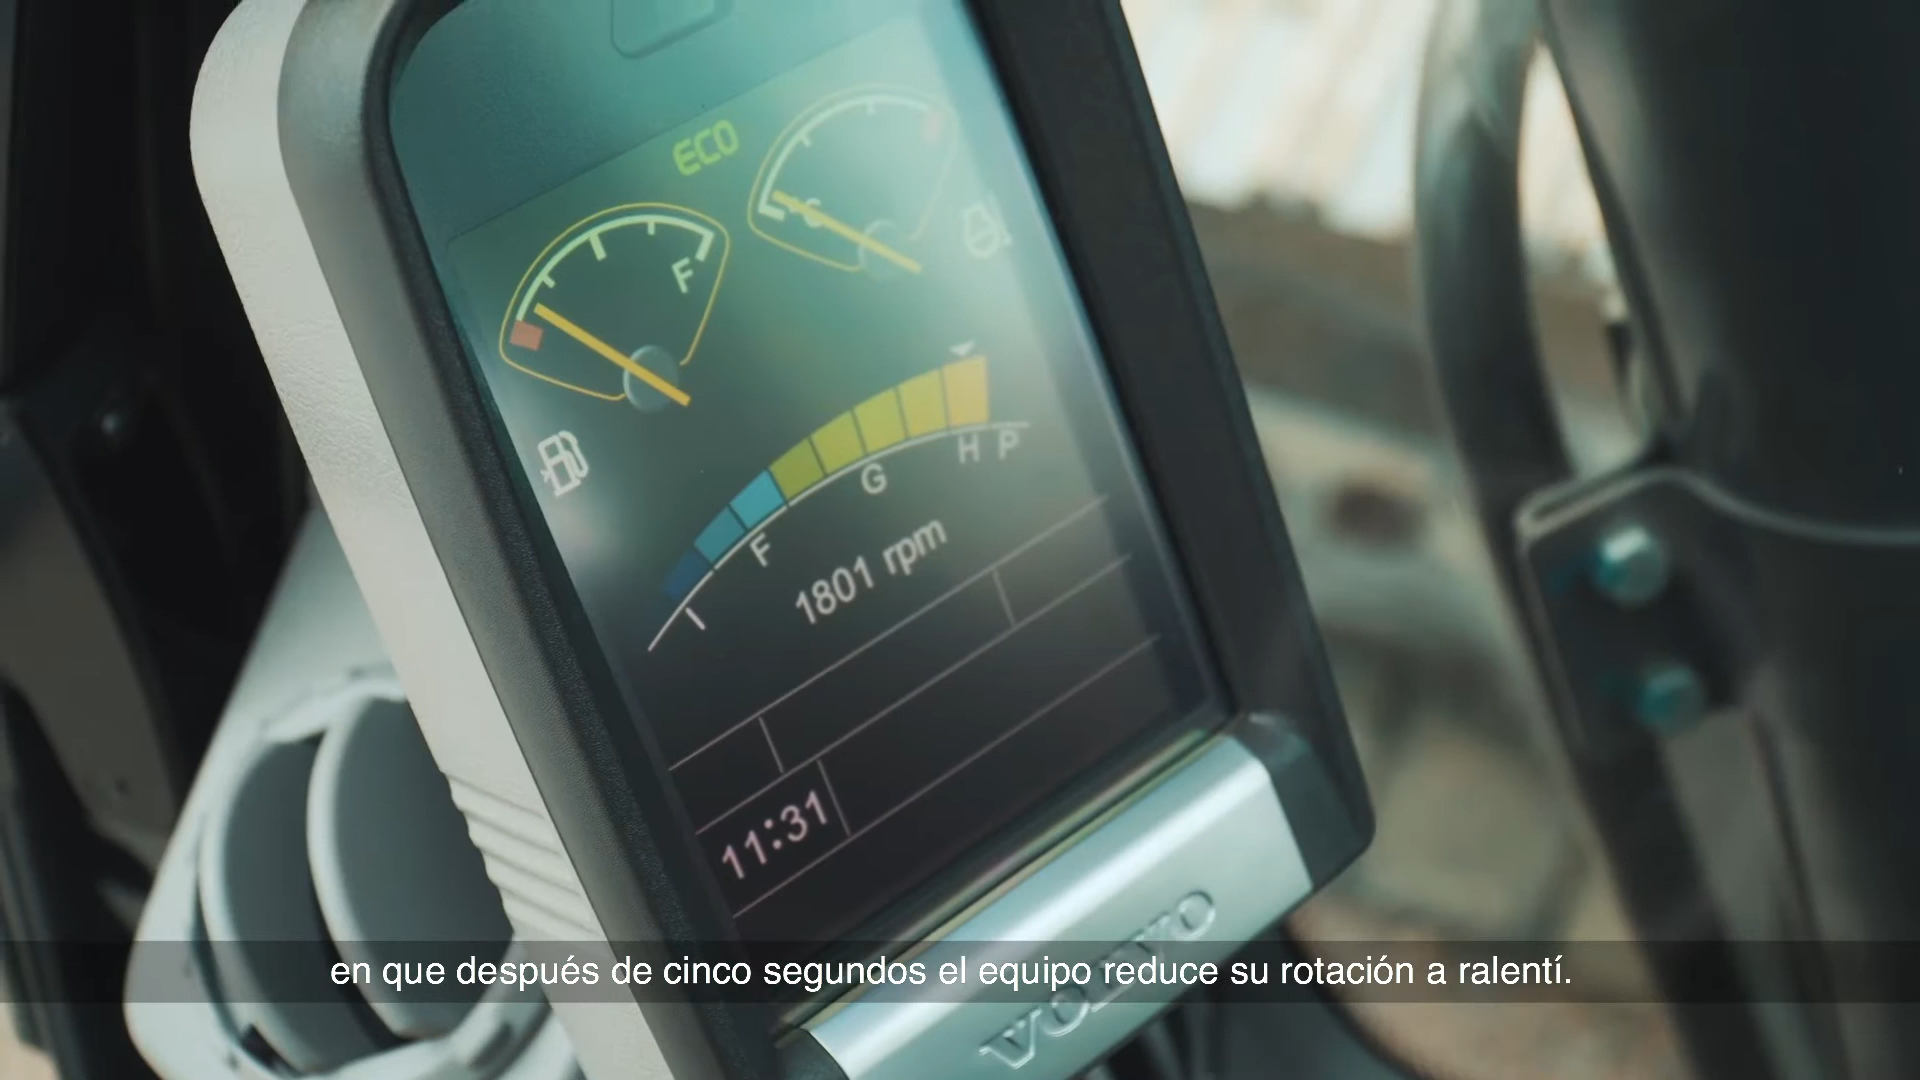 ECO
C
F
H P
G
F
I
1801 rpm
11:31
VOLVO
en que después de cinco segundos el equipo reduce su rotación a ralentí.